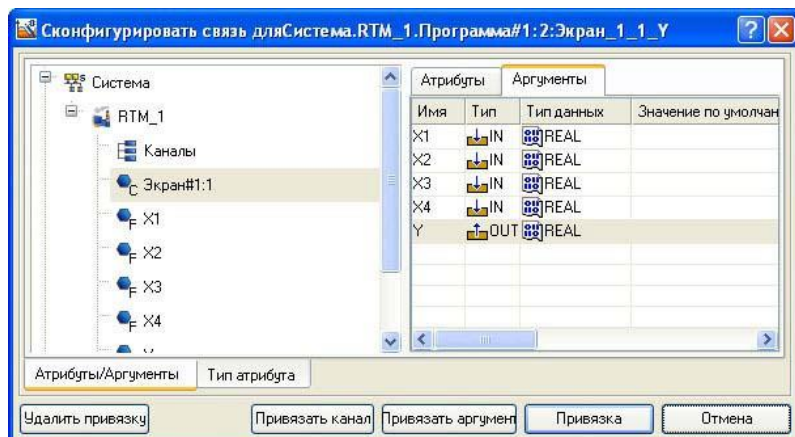 Сконфигурировать связь дляСистема.RTM_1.Программа#1:2:Экран_1_1_Y
Система
RTM_1
Каналы
Экран#1:1
X1
X2
X3
X4
Атрибуты Аргументы
Имя Тип Тип данных Значение по умолчан
X1 IN REAL
X2 IN REAL
X3 IN REAL
X4 IN REAL
Y OUT REAL
Атрибуты/Аргументы Тип атрибута
Удалить привязку Привязать канал Привязать аргумен Привязка Отмена